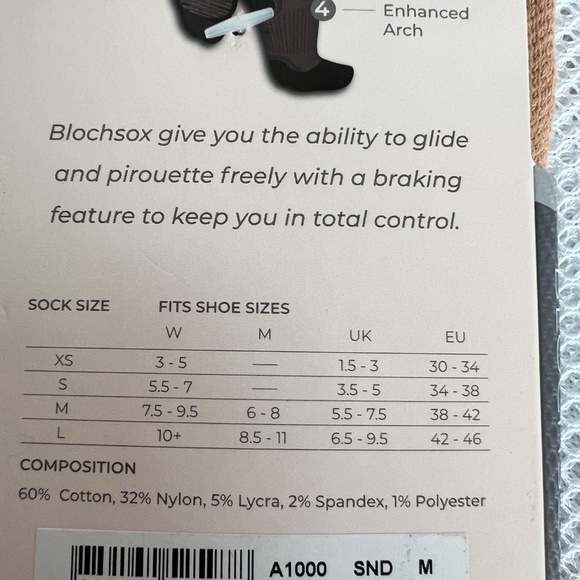 4 Enhanced
Arch
Blochsox give you the ability to glide
and pirouette freely with a braking
feature to keep you in total control.
SOCK SIZE FITS SHOE SIZES
W M UK EU
XS 3 - 5 — 1.5 - 3 30 - 34
S 5.5 - 7 — 3.5 - 5 34 - 38
M 7.5 - 9.5 6 - 8 5.5 - 7.5 38 - 42
L 10+ 8.5 - 11 6.5 - 9.5 42 - 46
COMPOSITION
60% Cotton, 32% Nylon, 5% Lycra, 2% Spandex, 1% Polyester
A1000 SND M